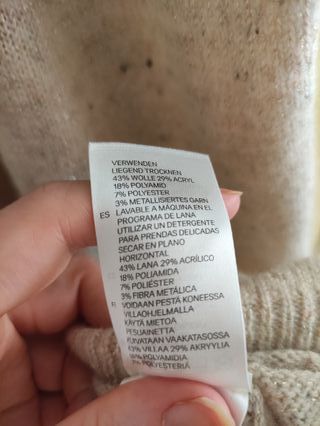 VERWENDEN
LIEGEND TROCKNEN
43% WOLLE 29% ACRYL
18% POLYAMID
7% POLYESTER
3% METALLISIERTES GARN
ES LAVABLE A MÁQUINA EN EL
PROGRAMA DE LANA
UTILIZAR UN DETERGENTE
PARA PRENDAS DELICADAS
SECAR EN PLANO
HORIZONTAL
43% LANA 29% ACRÍLICO
18% POLIAMIDA
7% POLIÉSTER
3% FIBRA METÁLICA
VOIDAAN PESTÄ KONEESSA
VILLAOHJELMALLA
KÄYTÄ MIETOA
PESUAINETTA
KUIVATAAN VAAKATASOSSA
43% VILLAA 29% AKRYYLIA
18% POLYAMIDIA
7% POLYESTERIÄ